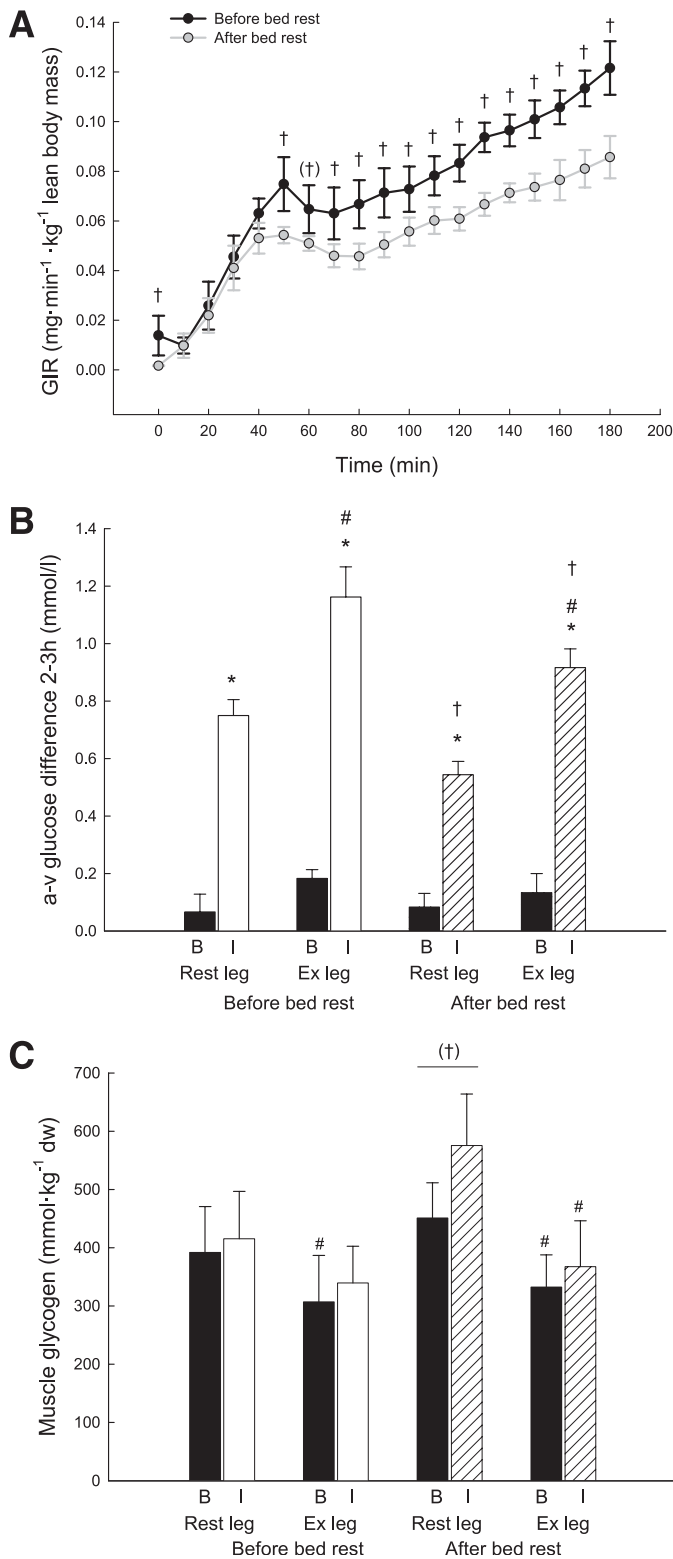 A
Before bed rest
After bed rest
GIR (mg·min⁻¹ ·kg⁻¹ lean body mass)
0.14
0.12
0.10
0.08
0.06
0.04
0.02
0.00
† † (†) † † † † † † † † † † † †
0 20 40 60 80 100 120 140 160 180 200
Time (min)
B
a-v glucose difference 2-3h (mmol/l)
1.4
1.2
1.0
0.8
0.6
0.4
0.2
0.0
*
#
*
†
*
†
#
*
B I B I B I B I
Rest leg Ex leg Rest leg Ex leg
Before bed rest After bed rest
C
Muscle glycogen (mmol·kg⁻¹ dw)
700
600
500
400
300
200
100
0
#
(†)
# #
B I B I B I B I
Rest leg Ex leg Rest leg Ex leg
Before bed rest After bed rest